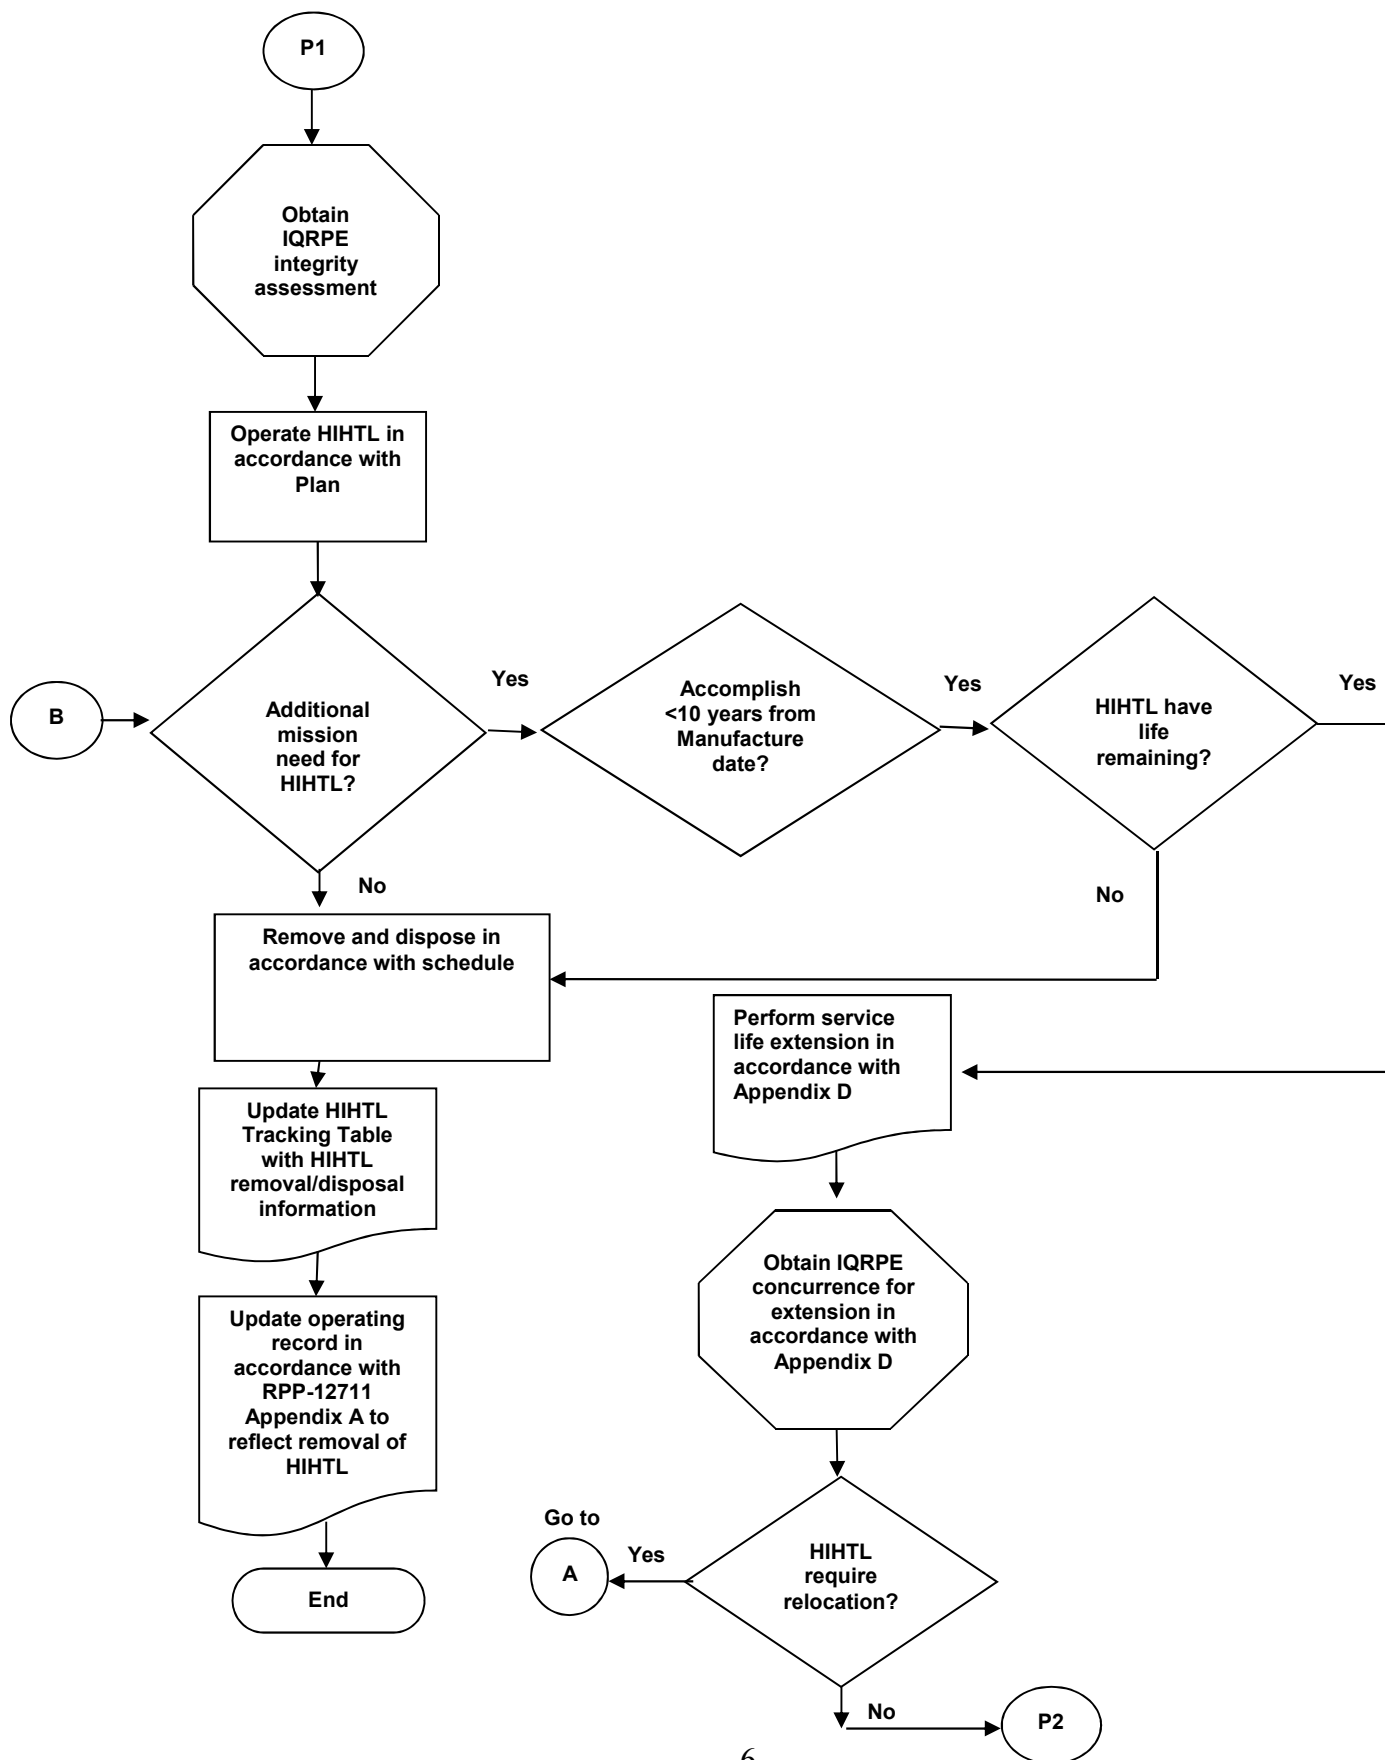 P1
Obtain
IQRPE
integrity
assessment
Operate HIHTL in
accordance with
Plan
B
Additional
mission
need for
HIHTL?
Yes
Accomplish
<10 years from
Manufacture
date?
Yes
HIHTL have
life
remaining?
Yes
No
No
Remove and dispose in
accordance with schedule
Perform service
life extension in
accordance with
Appendix D
Update HIHTL
Tracking Table
with HIHTL
removal/disposal
information
Obtain IQRPE
concurrence for
extension in
accordance with
Appendix D
Update operating
record in
accordance with
RPP-12711
Appendix A to
reflect removal of
HIHTL
End
Go to
A
Yes
HIHTL
require
relocation?
No
P2
6